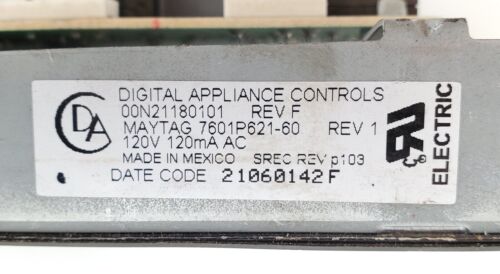 DA
DIGITAL APPLIANCE CONTROLS
00N21180101 REV F
MAYTAG 7601P621-60 REV 1
120V 120mA AC
MADE IN MEXICO SREC REV p103
DATE CODE 21060142F
ELECTRIC